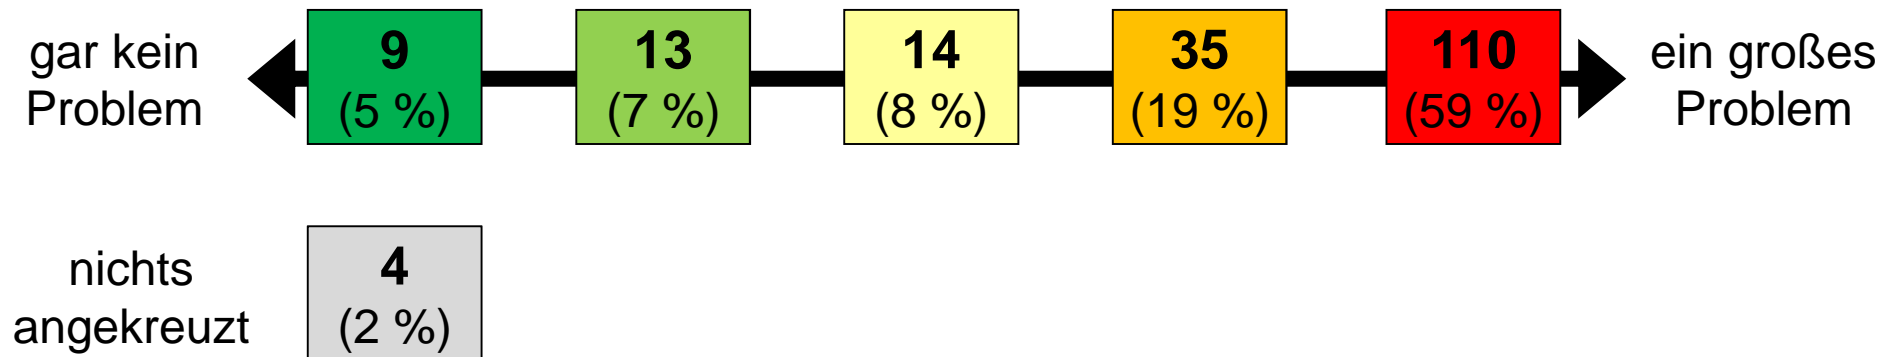 gar kein
Problem
9
(5 %)
13
(7 %)
14
(8 %)
35
(19 %)
110
(59 %)
ein großes
Problem
nichts
angekreuzt
4
(2 %)